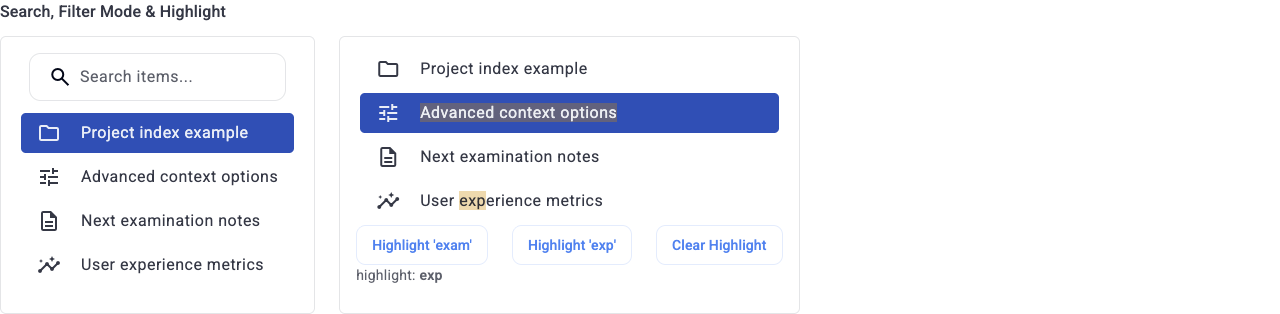 Search, Filter Mode & Highlight
Search items...
Project index example
Advanced context options
Next examination notes
User experience metrics
Project index example
Advanced context options
Next examination notes
User experience metrics
Highlight 'exam'
Highlight 'exp'
Clear Highlight
highlight: exp